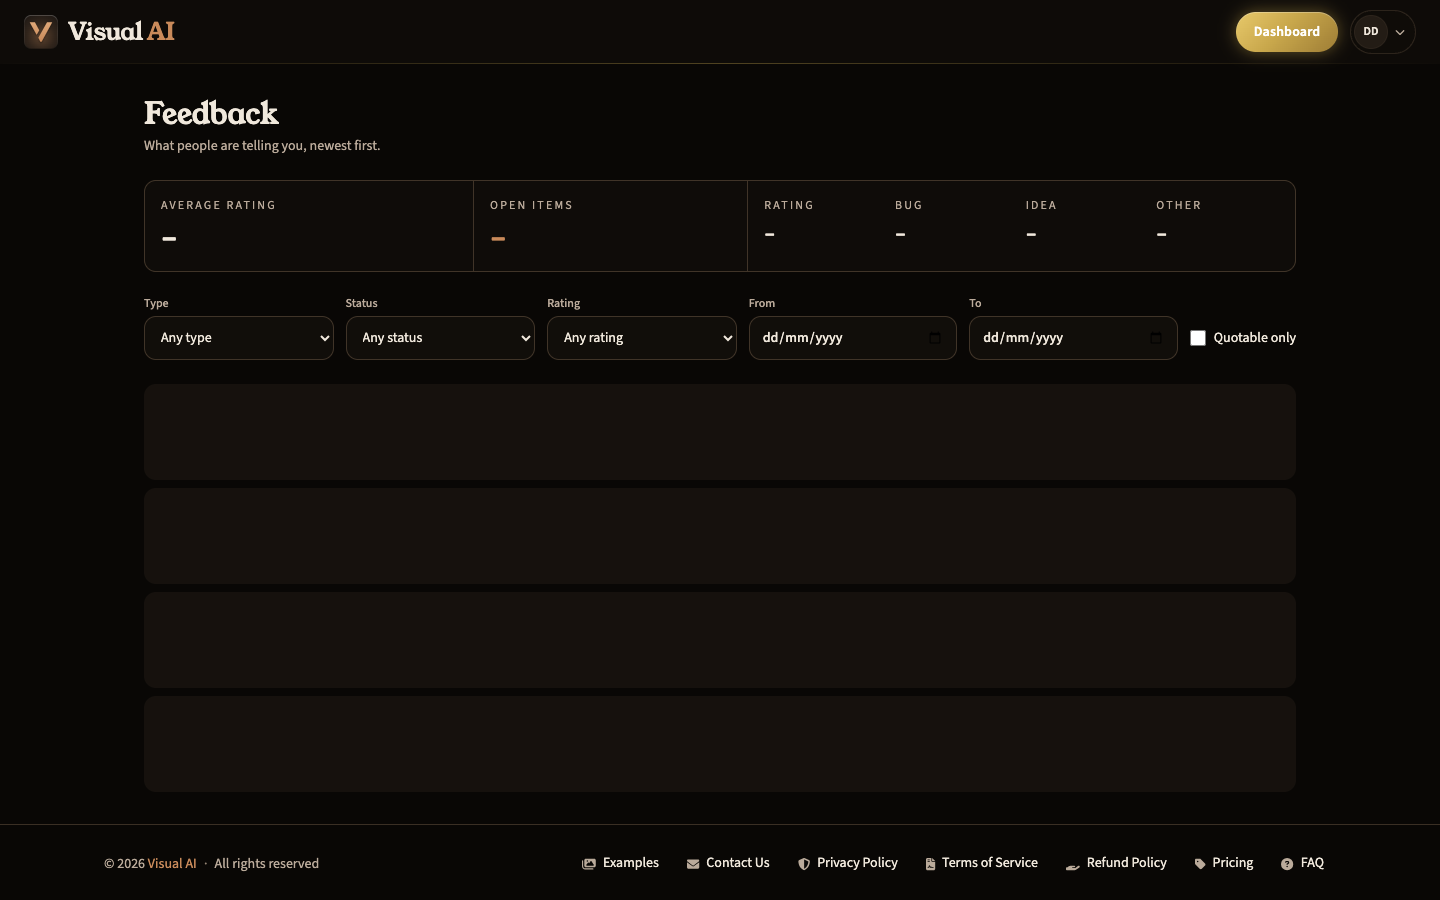 Visual AI
Dashboard
DD
Feedback
What people are telling you, newest first.
AVERAGE RATING
–
OPEN ITEMS
–
RATING
–
BUG
–
IDEA
–
OTHER
–
Type
Any type
Status
Any status
Rating
Any rating
From
dd/mm/yyyy
To
dd/mm/yyyy
Quotable only
© 2026 Visual AI · All rights reserved
Examples
Contact Us
Privacy Policy
Terms of Service
Refund Policy
Pricing
FAQ